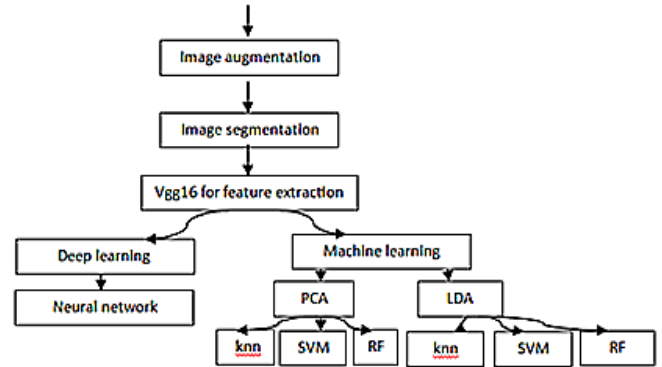 Image augmentation
Image segmentation
Vgg16 for feature extraction
Deep learning
Machine learning
Neural network
PCA
LDA
knn
SVM
RF
knn
SVM
RF